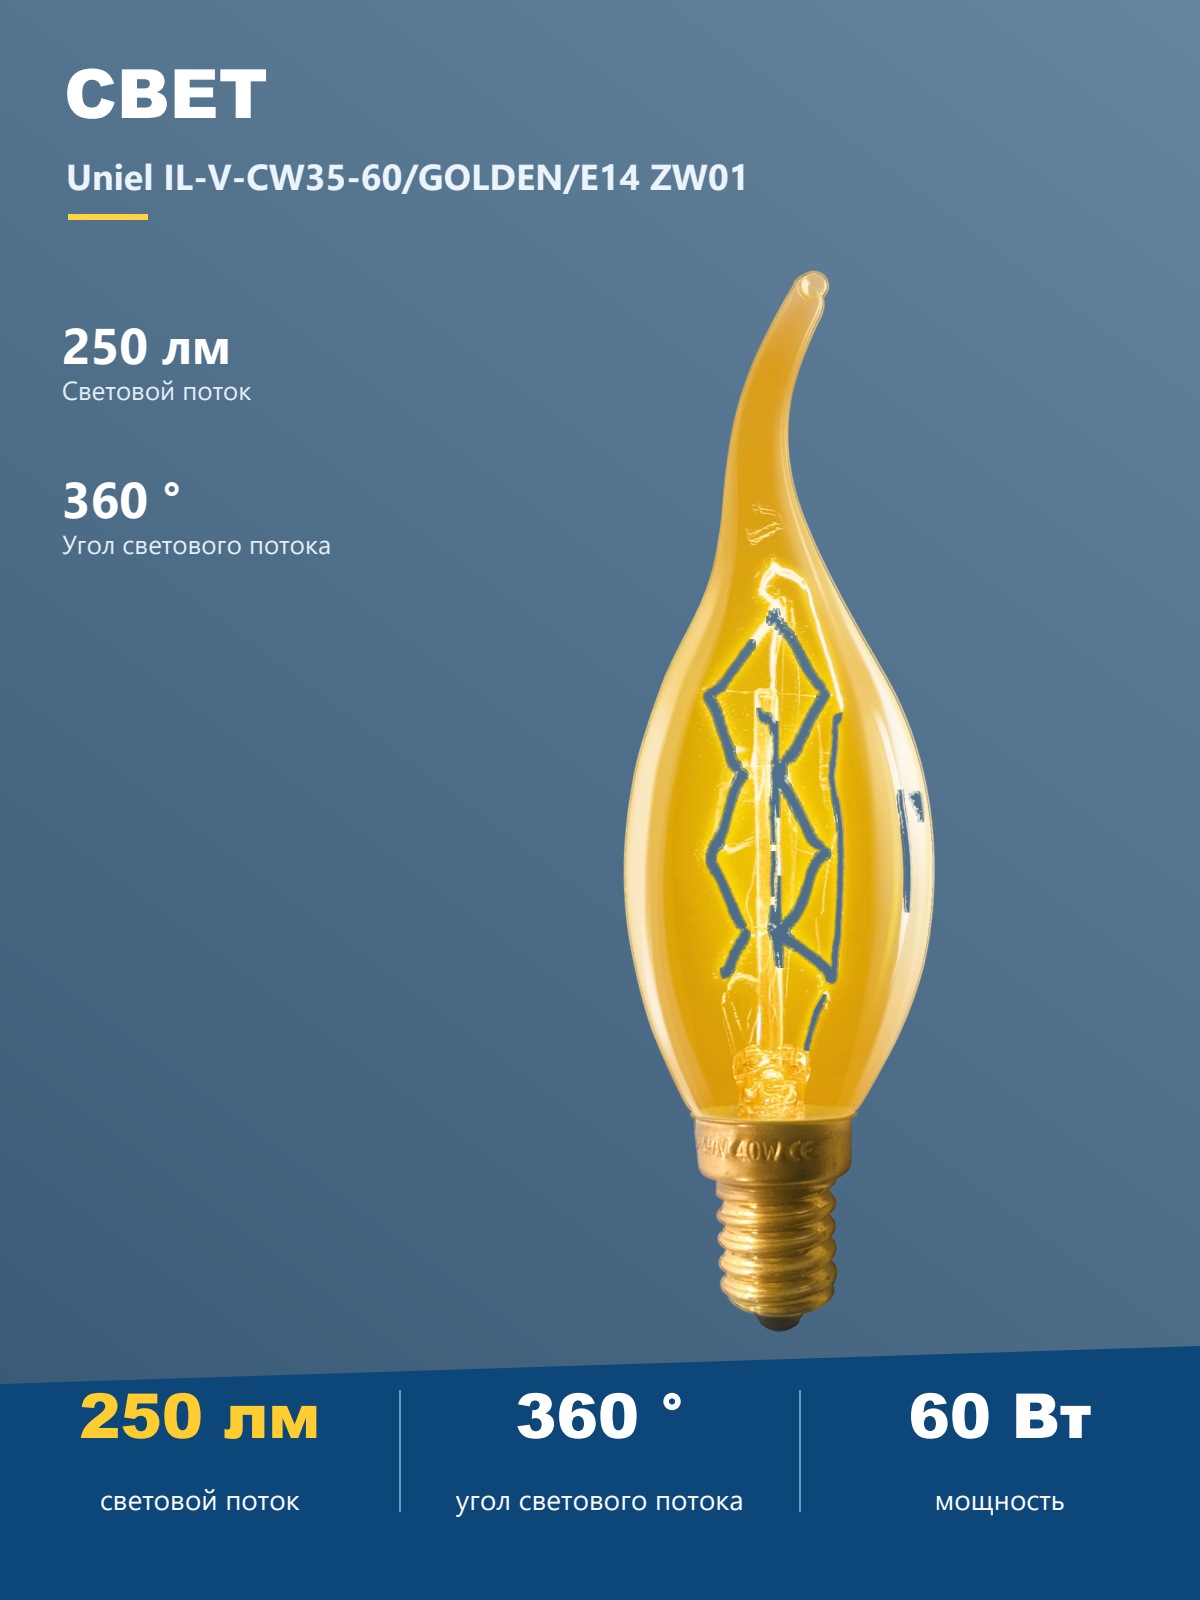 СВЕТ
Uniel IL-V-CW35-60/GOLDEN/E14 ZW01
250 лм
Световой поток
360 °
Угол светового потока
40W CE
250 лм
360 °
60 Вт
световой поток
угол светового потока
мощность